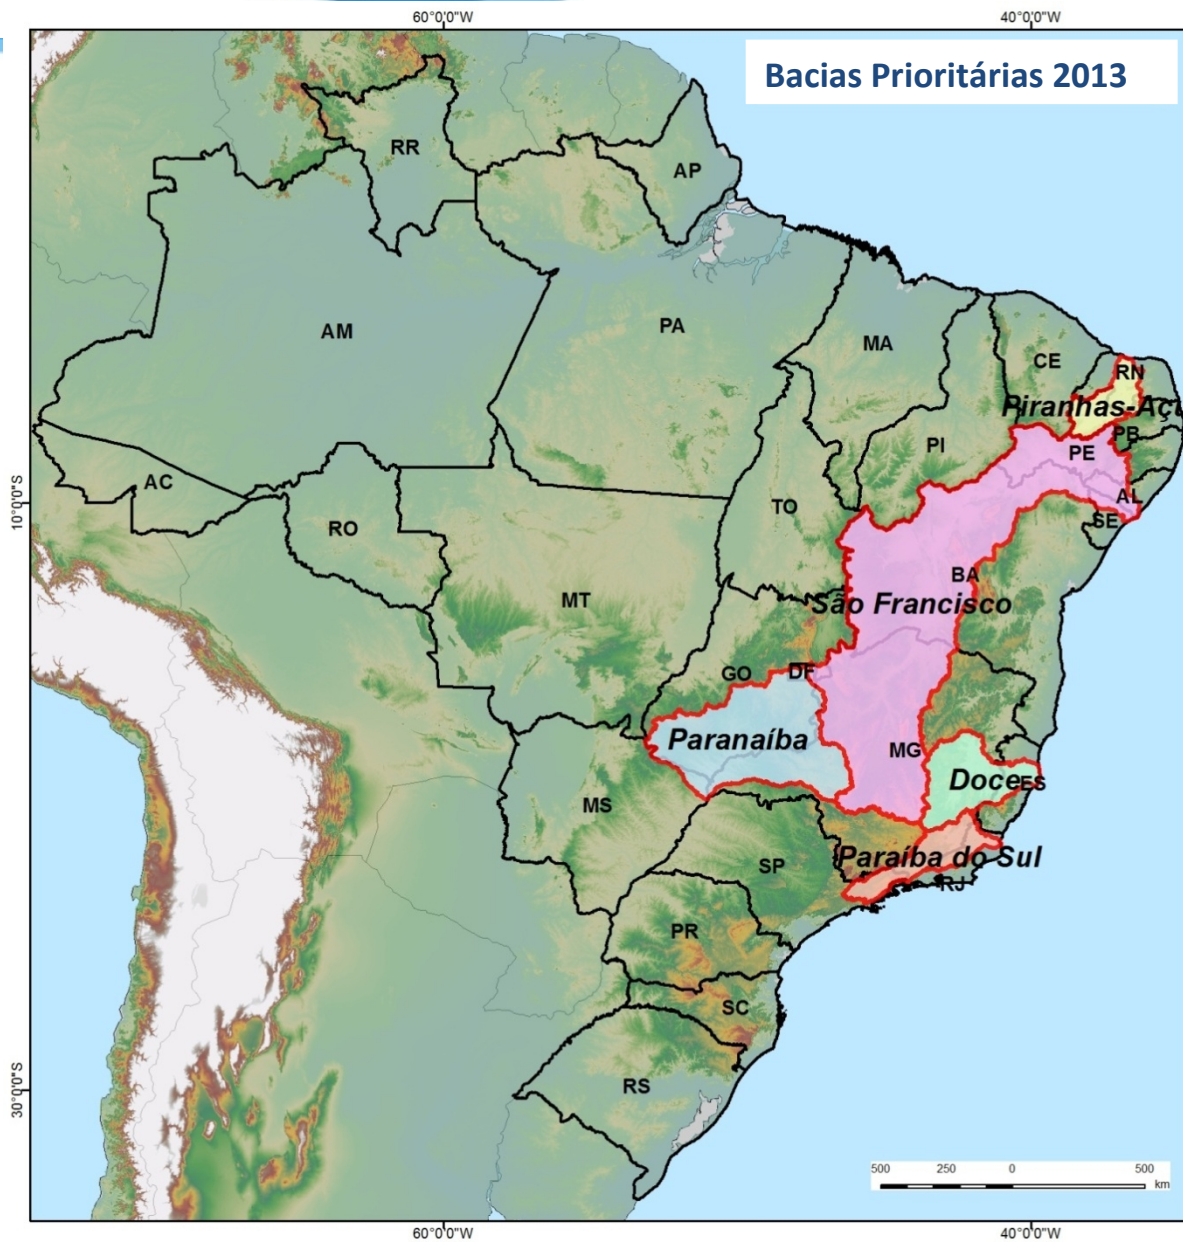 60°0'0"W
40°0'0"W
Bacias Prioritárias 2013
RR
AP
AM
PA
MA
CE
RN
Piranhas-Açu
PB
PI
PE
AC
TO
AL
10°0'0"S
RO
SE
BA
MT
São Francisco
GO
DF
Paranaíba
MG
Doce
ES
MS
Paraíba do Sul
SP
RJ
PR
SC
RS
30°0'0"S
500 250 0 500
km
60°0'0"W
40°0'0"W